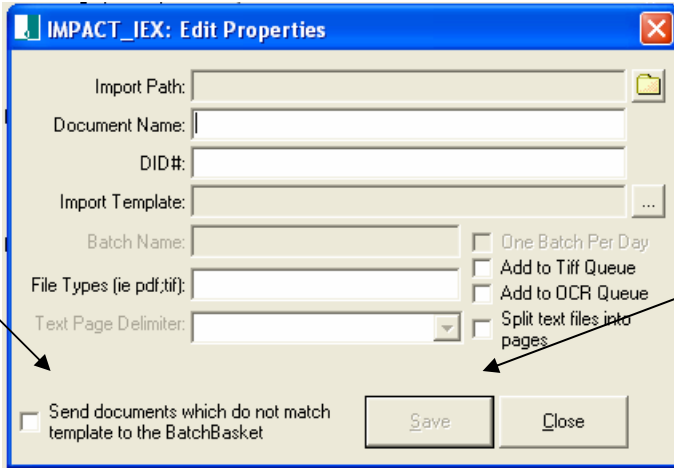 IMPACT_IEX: Edit Properties
Import Path:
Document Name:
DID#:
Import Template:
...
Batch Name:
One Batch Per Day
File Types (ie pdf;tif):
Add to Tiff Queue
Add to OCR Queue
Text Page Delimiter:
Split text files into
pages
Send documents which do not match
template to the BatchBasket
Save
Close